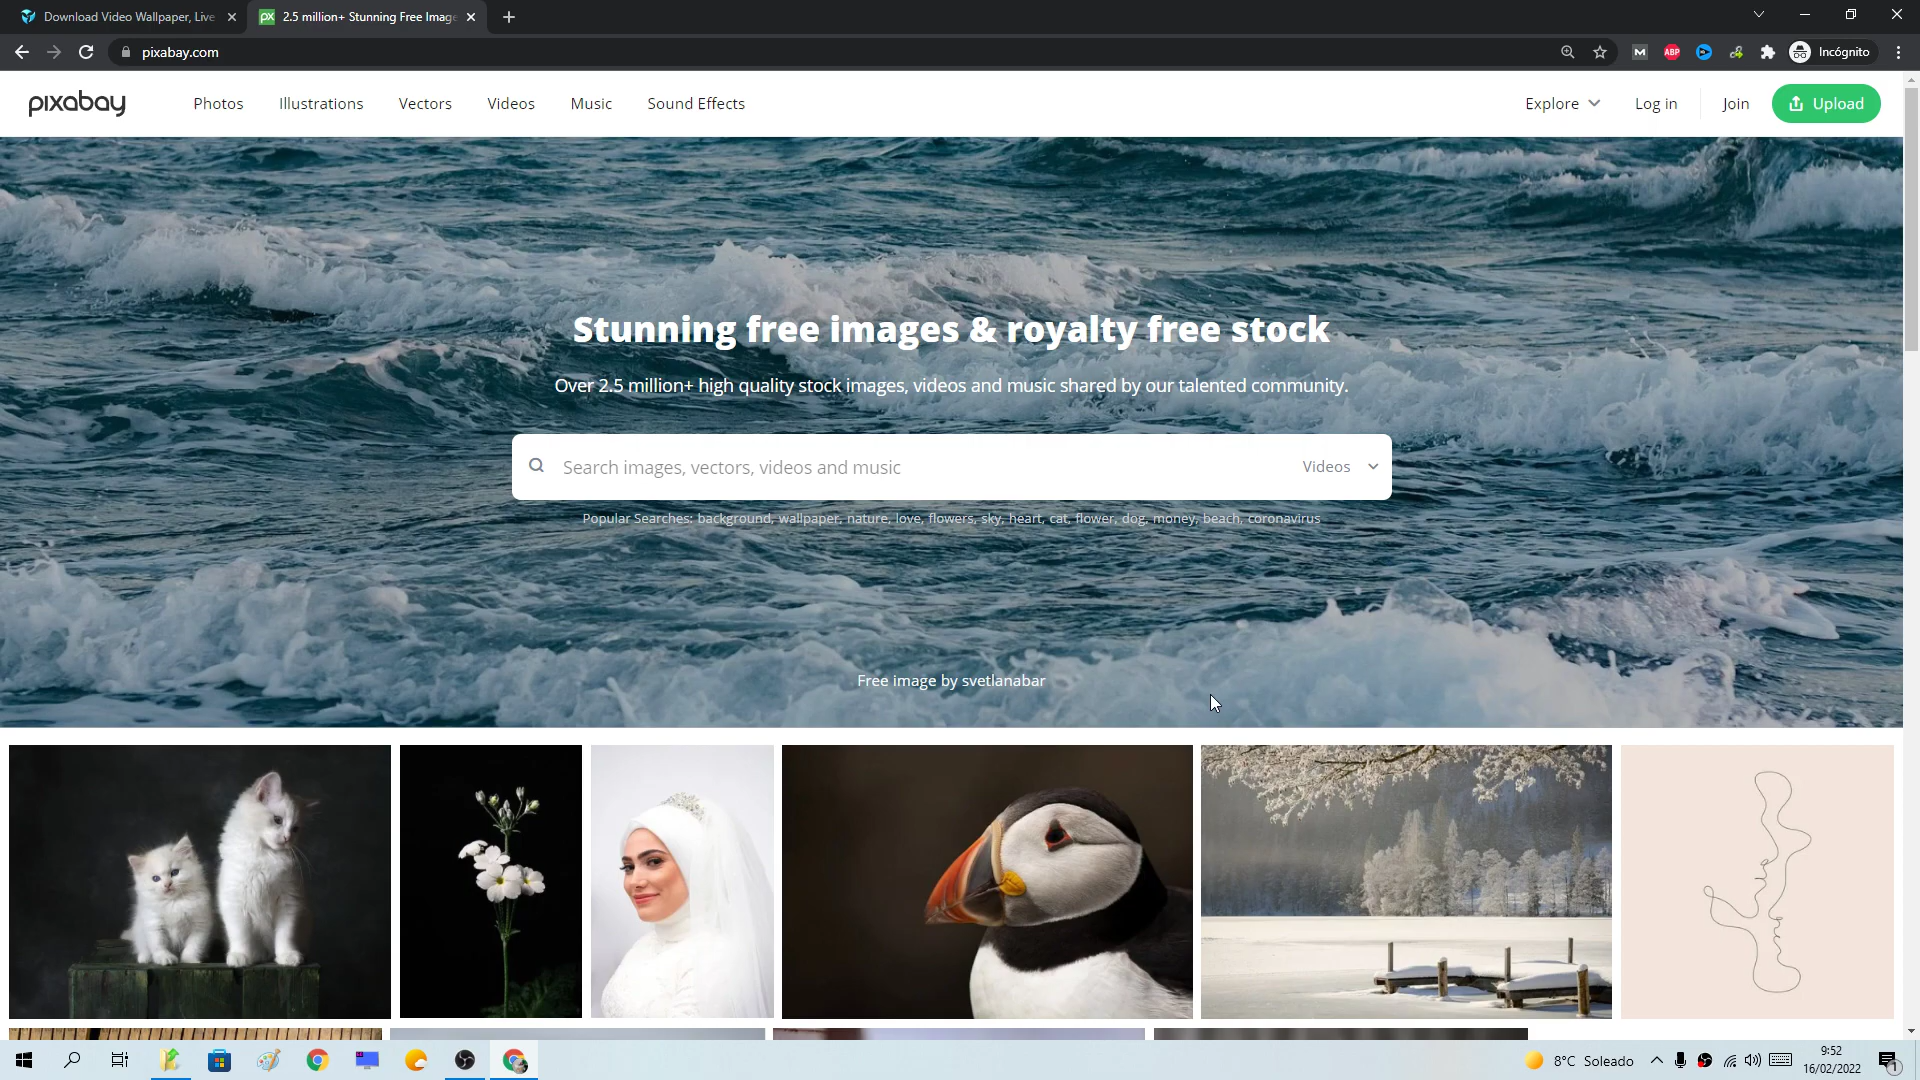 Download Video Wallpaper, Live
2.5 million+ Stunning Free Image
pixabay.com
ABP
Incógnito
pixabay
Photos
Illustrations
Vectors
Videos
Music
Sound Effects
Explore
Log in
Join
Upload
Stunning free images & royalty free stock
Over 2.5 million+ high quality stock images, videos and music shared by our talented community.
Search images, vectors, videos and music
Videos
Popular Searches: background, wallpaper, nature, love, flowers, sky, heart, cat, flower, dog, money, beach, coronavirus
Free image by svetlanabar
8°C Soleado
9:52
16/02/2022
1